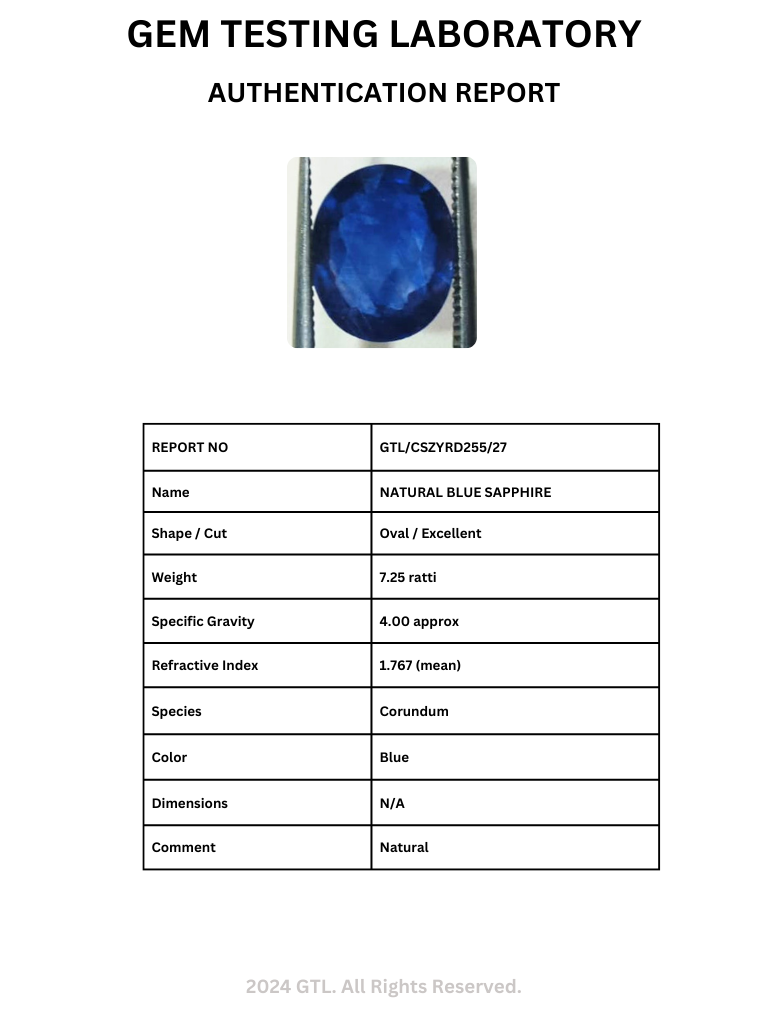 GEM TESTING LABORATORY
AUTHENTICATION REPORT
REPORT NO GTL/CSZYRD255/27
Name NATURAL BLUE SAPPHIRE
Shape / Cut Oval / Excellent
Weight 7.25 ratti
Specific Gravity 4.00 approx
Refractive Index 1.767 (mean)
Species Corundum
Color Blue
Dimensions N/A
Comment Natural
2024 GTL. All Rights Reserved.